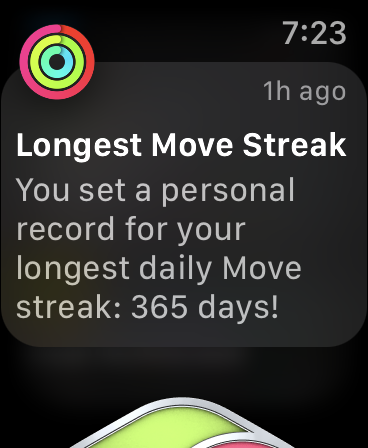 7:23
1h ago
Longest Move Streak
You set a personal
record for your
longest daily Move
streak: 365 days!